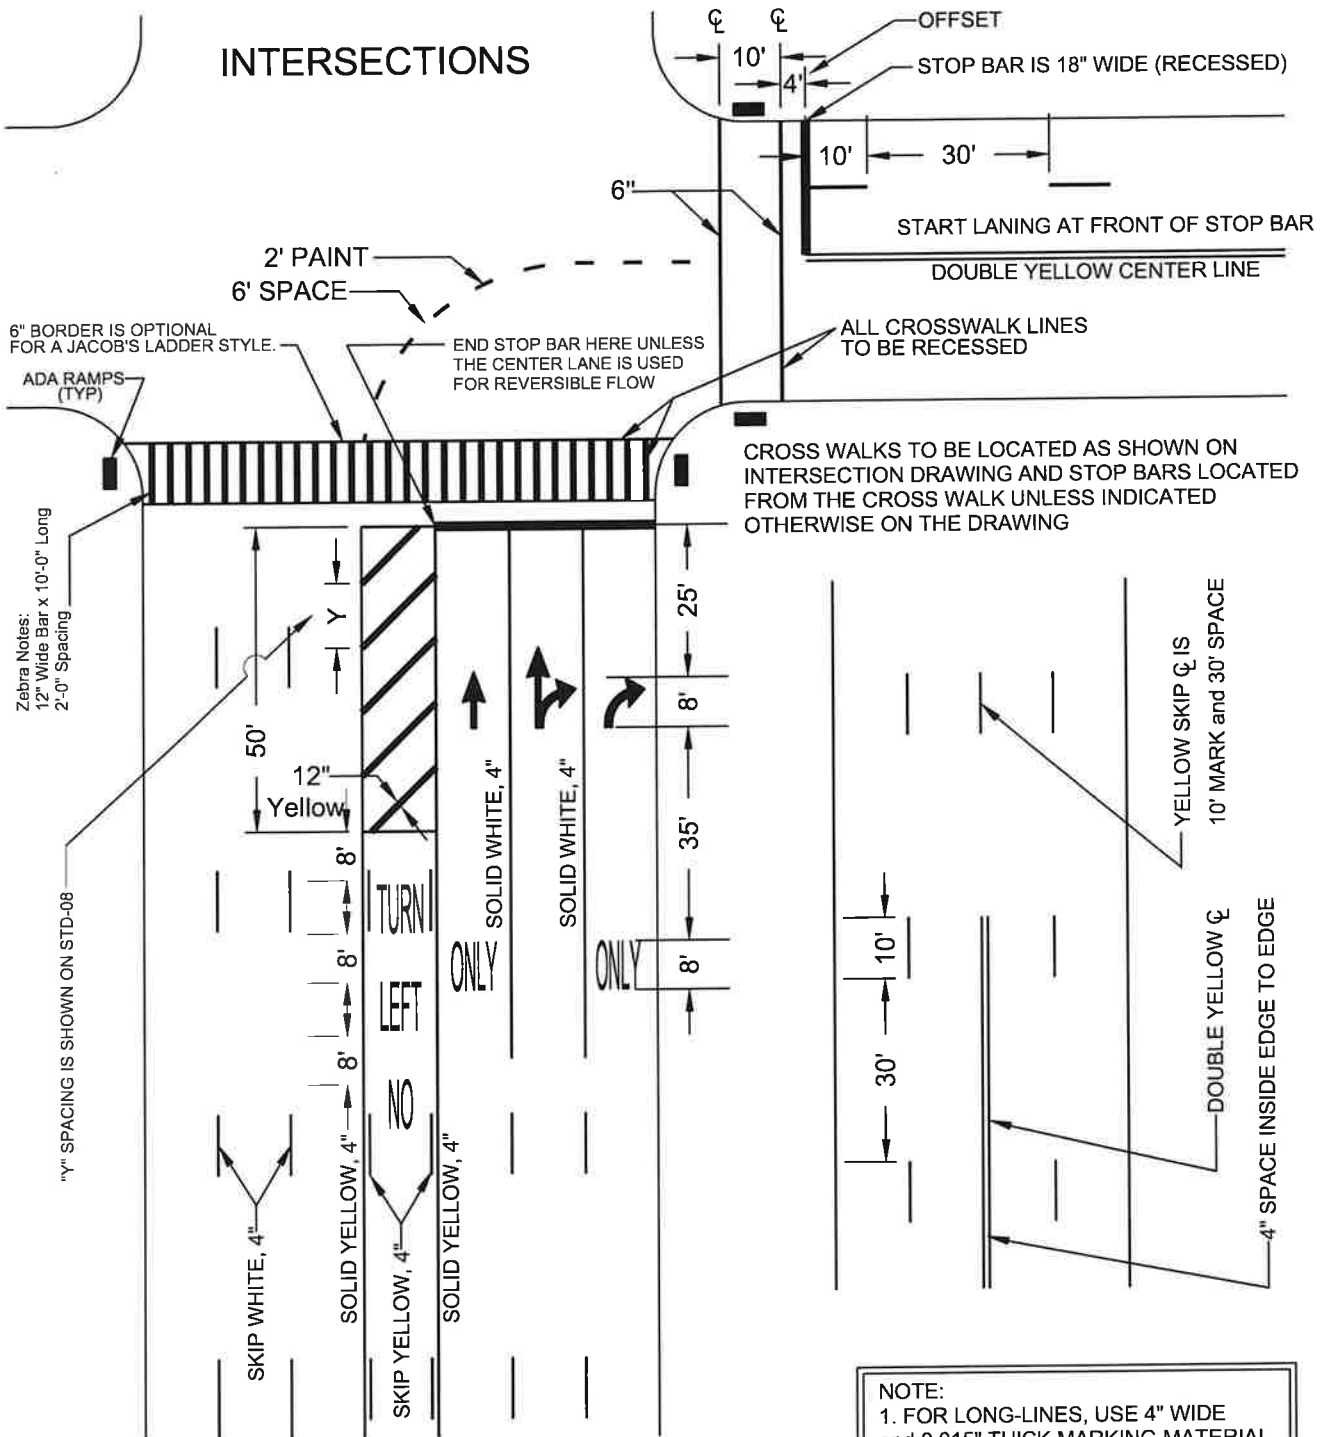 INTERSECTIONS
℄
℄
OFFSET
10'
4'
STOP BAR IS 18" WIDE (RECESSED)
10'
30'
6"
START LANING AT FRONT OF STOP BAR
DOUBLE YELLOW CENTER LINE
2' PAINT
6' SPACE
6" BORDER IS OPTIONAL
FOR A JACOB'S LADDER STYLE.
END STOP BAR HERE UNLESS
THE CENTER LANE IS USED
FOR REVERSIBLE FLOW
ALL CROSSWALK LINES
TO BE RECESSED
ADA RAMPS
(TYP)
CROSS WALKS TO BE LOCATED AS SHOWN ON
INTERSECTION DRAWING AND STOP BARS LOCATED
FROM THE CROSS WALK UNLESS INDICATED
OTHERWISE ON THE DRAWING
Zebra Notes:
12" Wide Bar x 10'-0" Long
2'-0" Spacing
Y
50'
12"
Yellow
25'
8'
35'
8'
SOLID WHITE, 4"
SOLID WHITE, 4"
"Y" SPACING IS SHOWN ON STD-08
8'
8'
8'
TURN
LEFT
NO
ONLY
ONLY
SKIP WHITE, 4"
SOLID YELLOW, 4"
SKIP YELLOW, 4"
SOLID YELLOW, 4"
YELLOW SKIP ℄ IS
10' MARK and 30' SPACE
10'
30'
DOUBLE YELLOW ℄
4" SPACE INSIDE EDGE TO EDGE
NOTE:
1. FOR LONG-LINES, USE 4" WIDE
and 0.015" THICK MARKING MATERIAL